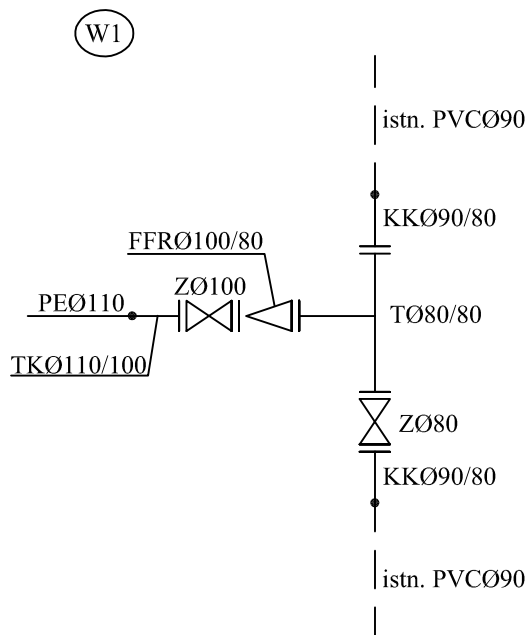 W1
istn. PVCØ90
KKØ90/80
FFRØ100/80
ZØ100
PEØ110
TØ80/80
TKØ110/100
ZØ80
KKØ90/80
istn. PVCØ90